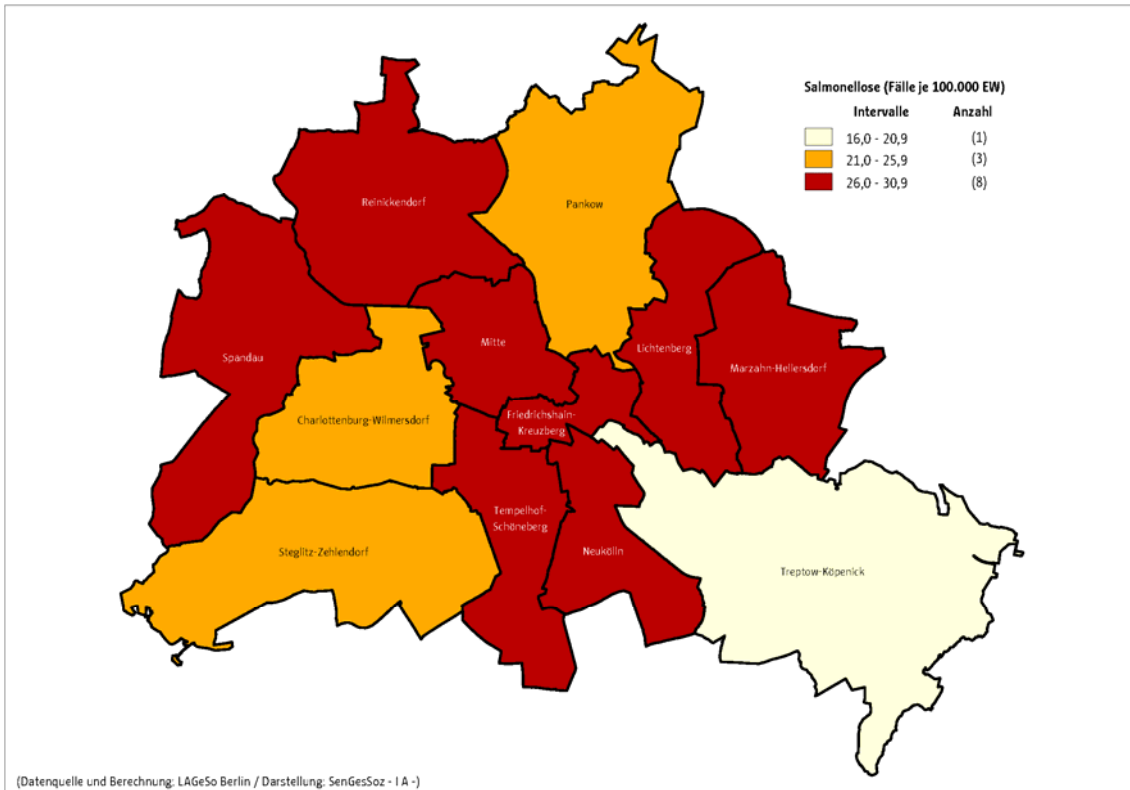 Salmonellose (Fälle je 100.000 EW)
Intervalle Anzahl
16,0 - 20,9 (1)
21,0 - 25,9 (3)
26,0 - 30,9 (8)
Reinickendorf
Pankow
Mitte
Lichtenberg
Spandau
Marzahn-Hellersdorf
Charlottenburg-Wilmersdorf
Friedrichshain-
Kreuzberg
Tempelhof-
Schöneberg
Steglitz-Zehlendorf
Neukölln
Treptow-Köpenick
(Datenquelle und Berechnung: LAGeSo Berlin / Darstellung: SenGesSoz - I A -)